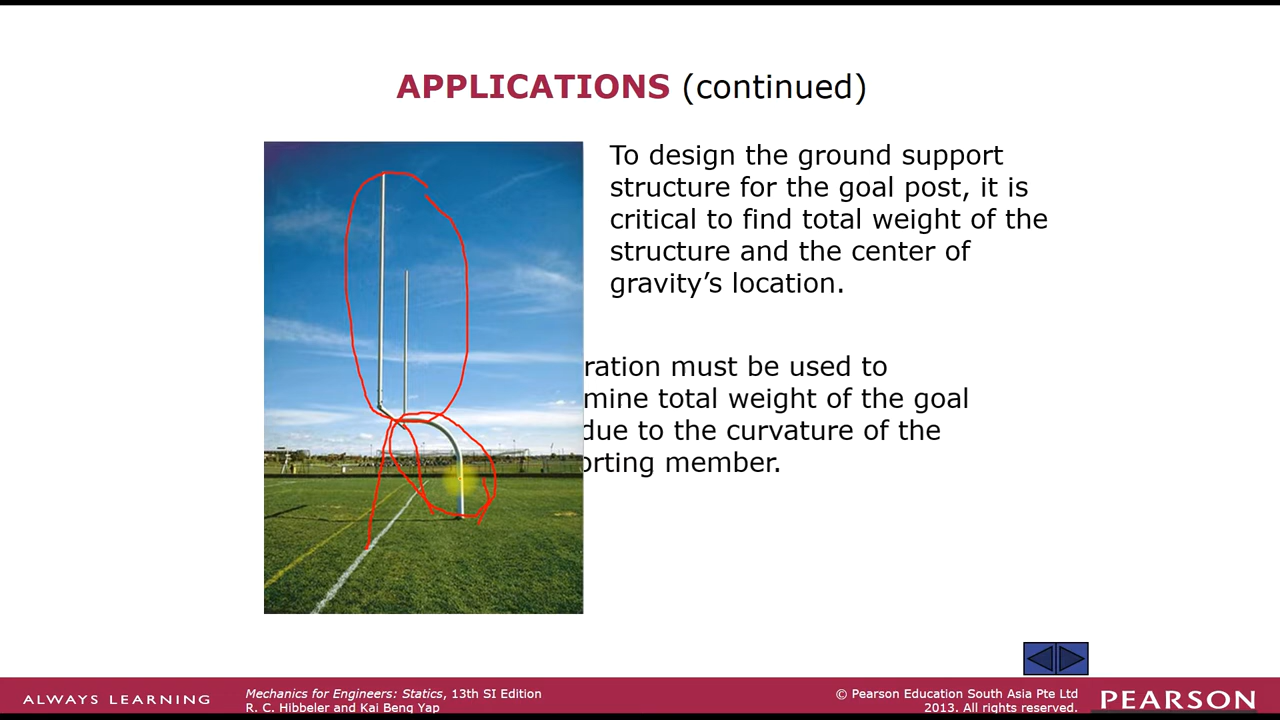 APPLICATIONS (continued)
To design the ground support
structure for the goal post, it is
critical to find total weight of the
structure and the center of
gravity’s location.
ration must be used to
mine total weight of the goal
due to the curvature of the
orting member.
ALWAYS LEARNING
Mechanics for Engineers: Statics, 13th SI Edition
R. C. Hibbeler and Kai Beng Yap
© Pearson Education South Asia Pte Ltd
2013. All rights reserved.
PEARSON